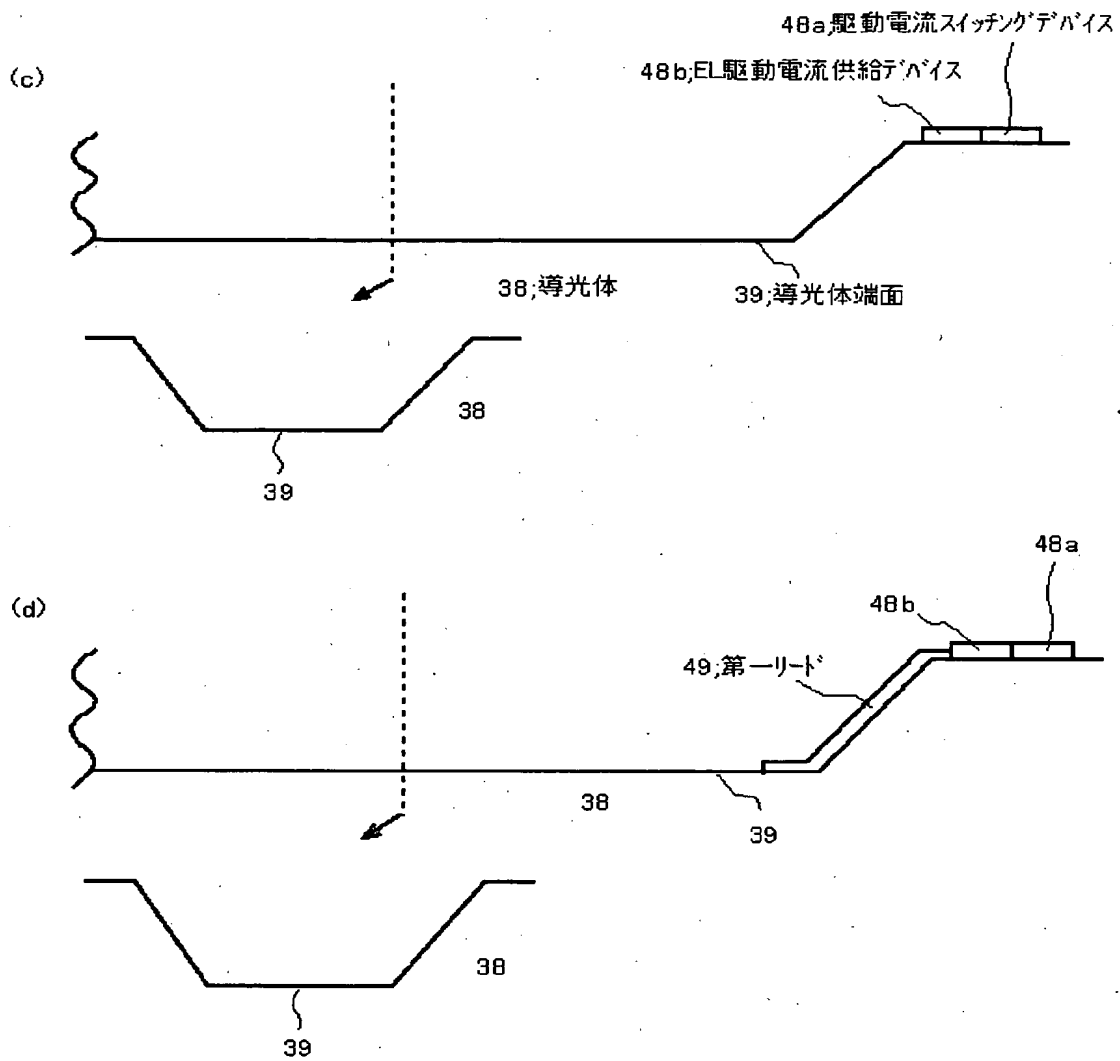 48a;駆動電流スイッチングデバイス
(c)
48b;EL駆動電流供給デバイス
38;導光体
39;導光体端面
38
39
48a
(d)
48b
49;第一リード
38
39
38
39